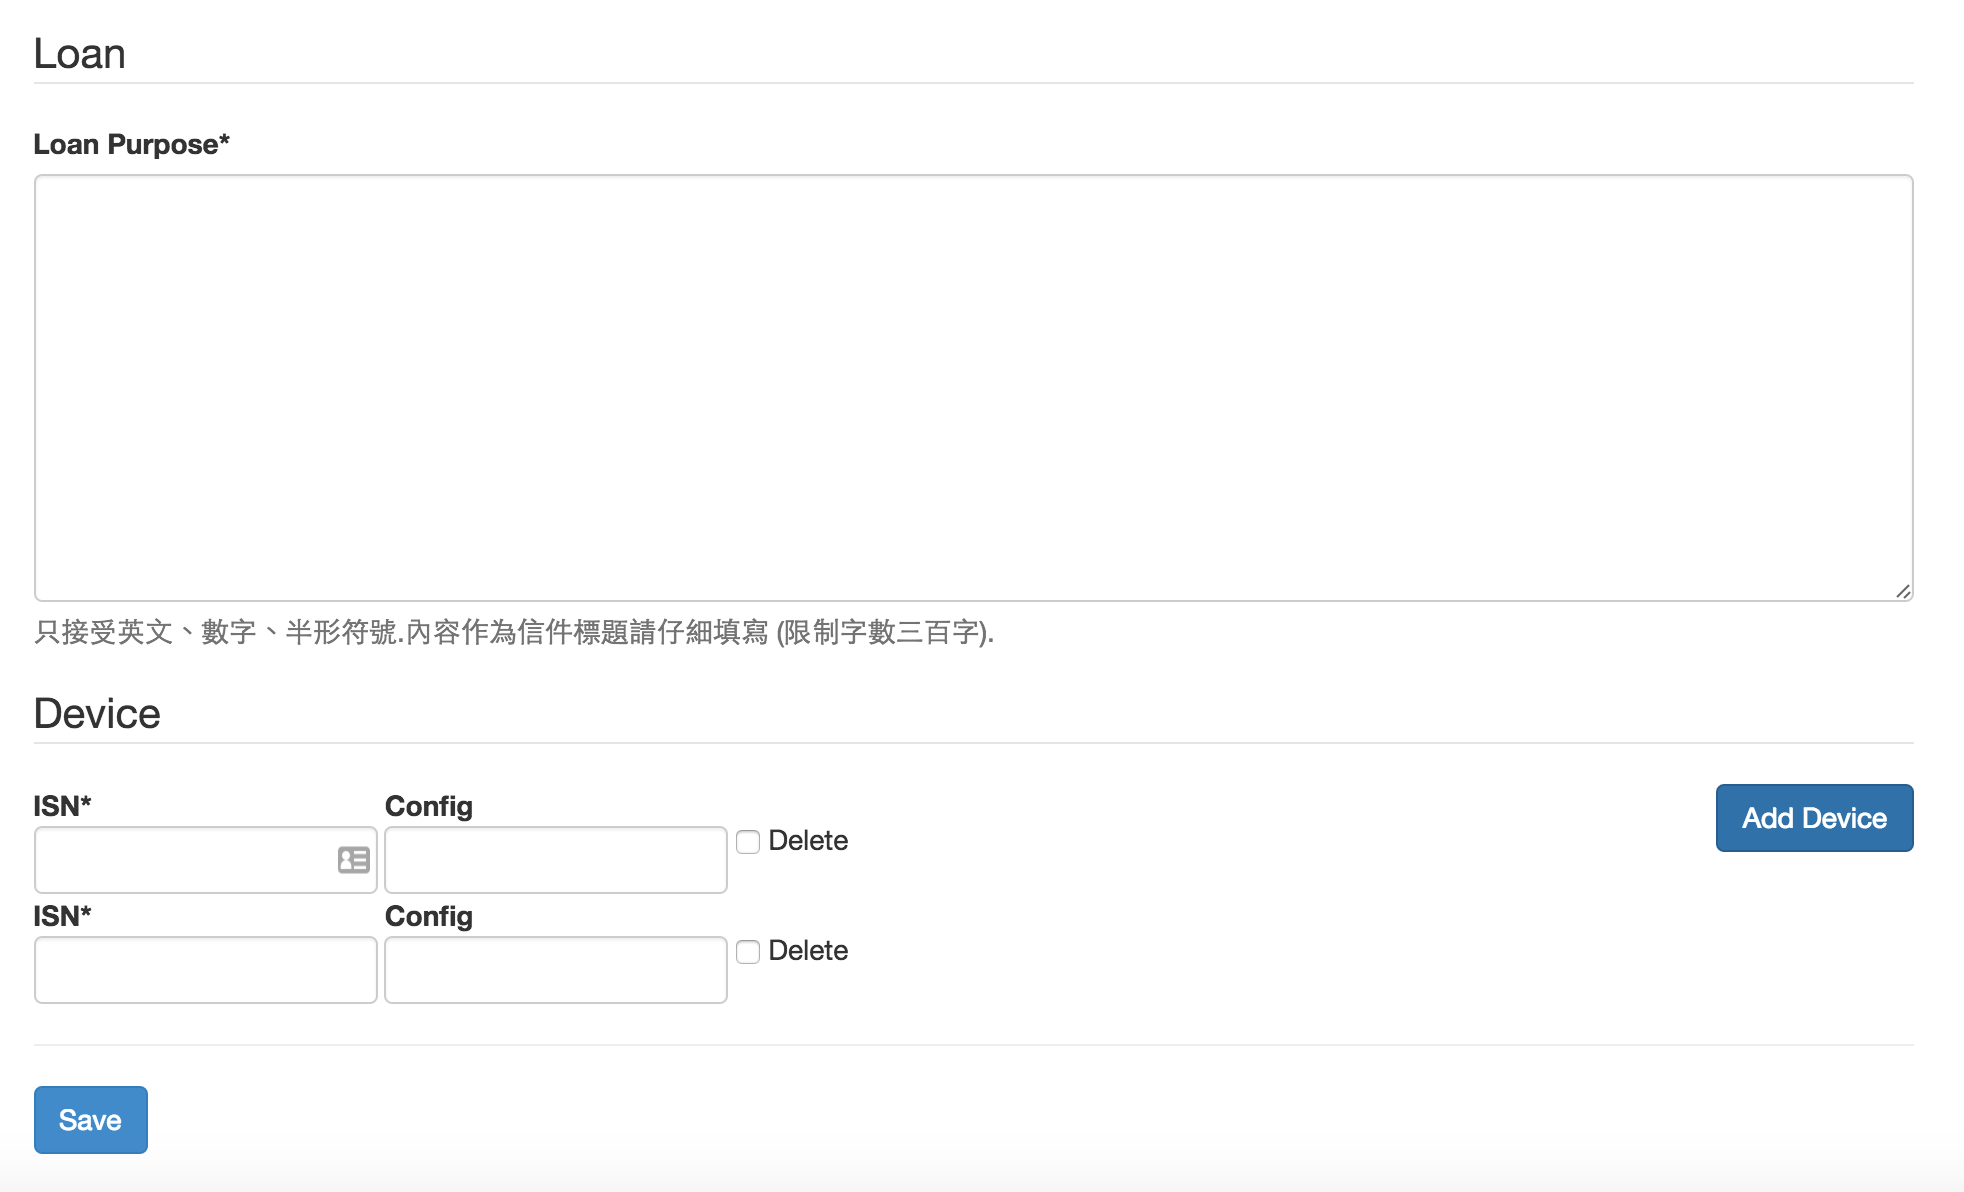 Loan
Loan Purpose*
只接受英文、數字、半形符號.內容作為信件標題請仔細填寫 (限制字數三百字).
Device
ISN* Config Add Device
Delete
ISN* Config
Delete
Save